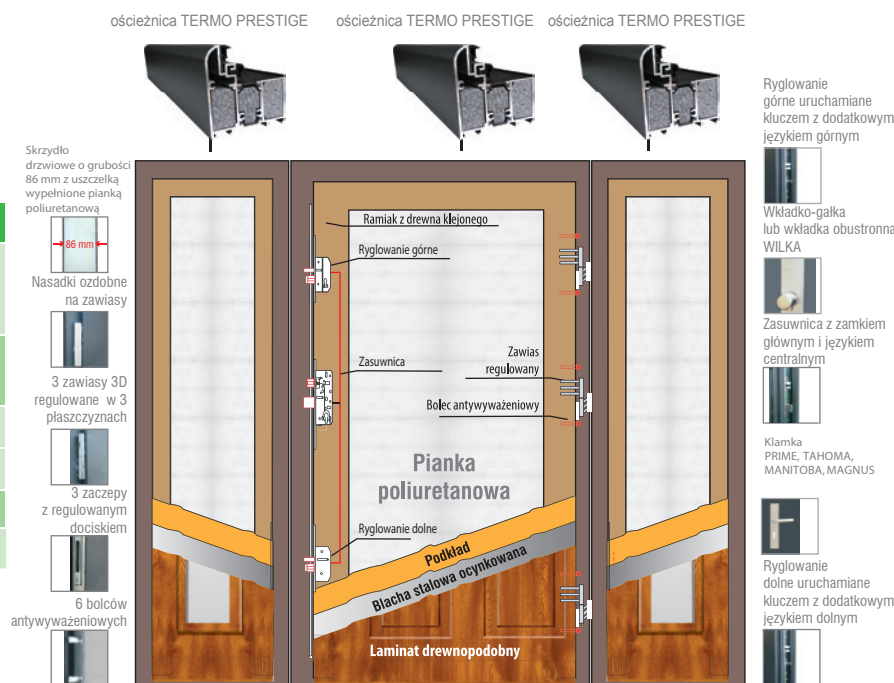 ościeżnica TERMO PRESTIGE
ościeżnica TERMO PRESTIGE
ościeżnica TERMO PRESTIGE
Skrzydło
drzwiowe o grubości
86 mm z uszczelką
wypełnione pianką
poliuretanową
86 mm
Nasadki ozdobne
na zawiasy
3 zawiasy 3D
regulowane w 3
płaszczyznach
3 zaczepy
z regulowanym
dociskiem
6 bolców
antywyważeniowych
Ramiak z drewna klejonego
Ryglowanie górne
Zasuwnica
Zawias
regulowany
Bolec antywyważeniowy
Pianka
poliuretanowa
Ryglowanie dolne
Podkład
Blacha stalowa ocynkowana
Laminat drewnopodobny
Ryglowanie
górne uruchamiane
kluczem z dodatkowym
językiem górnym
Wkładko-gałka
lub wkładka obustronna
WILKA
Zasuwnica z zamkiem
głównym i językiem
centralnym
Klamka
PRIME, TAHOMA,
MANITOBA, MAGNUS
Ryglowanie
dolne uruchamiane
kluczem z dodatkowym
językiem dolnym